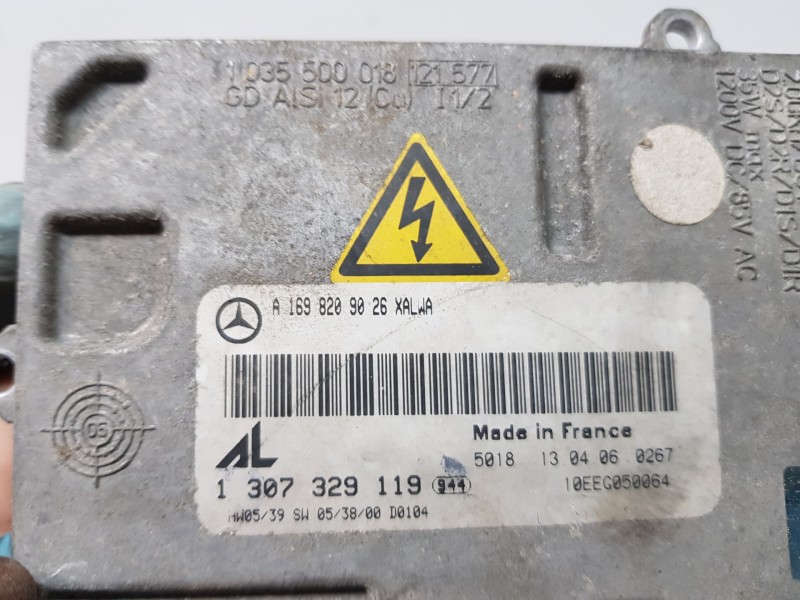 1 035 500 018 121.577
GD AlSi 12 (Cu) I1/2
35W max
D2S/D2R/D1S/D1R
1200V DC/85V AC
A 169 820 90 26 XALWA
AL
Made in France
5018 13 04 06 0267
1 307 329 119 944
10EEG050064
HW05/39 SW 05/38/00 D0104
05